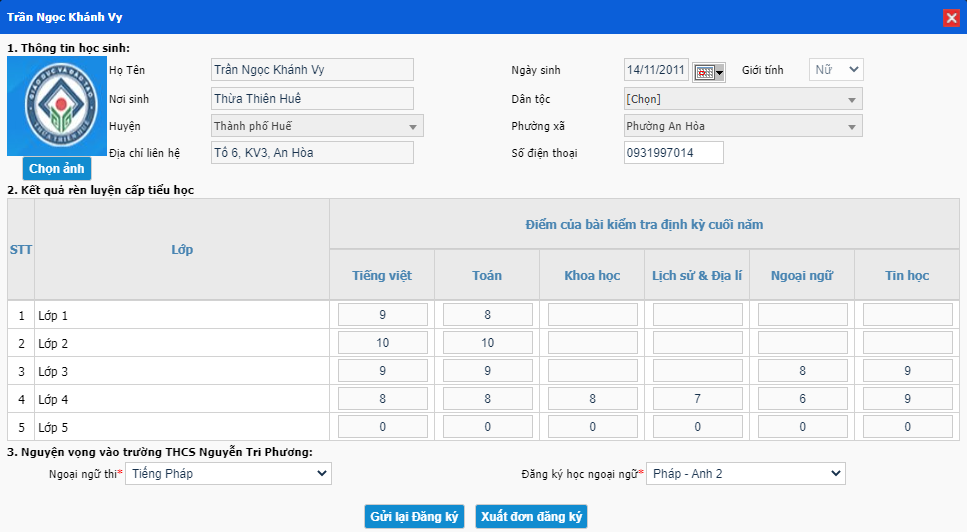 Trần Ngọc Khánh Vy
1. Thông tin học sinh:
GIÁO DỤC VÀ ĐÀO TẠO
THỪA THIÊN HUẾ
Họ Tên Trần Ngọc Khánh Vy Ngày sinh 14/11/2011 Giới tính Nữ
Nơi sinh Thừa Thiên Huế Dân tộc [Chọn]
Huyện Thành phố Huế Phường xã Phường An Hòa
Địa chỉ liên hệ Tổ 6, KV3, An Hòa Số điện thoại 0931997014
Chọn ảnh
2. Kết quả rèn luyện cấp tiểu học
STT Lớp Điểm của bài kiểm tra định kỳ cuối năm
Tiếng việt Toán Khoa học Lịch sử & Địa lí Ngoại ngữ Tin học
1 Lớp 1 9 8
2 Lớp 2 10 10
3 Lớp 3 9 9 8 9
4 Lớp 4 8 8 8 7 6 9
5 Lớp 5 0 0 0 0 0 0
3. Nguyện vọng vào trường THCS Nguyễn Tri Phương:
Ngoại ngữ thi* Tiếng Pháp Đăng ký học ngoại ngữ* Pháp - Anh 2
Gửi lại Đăng ký Xuất đơn đăng ký